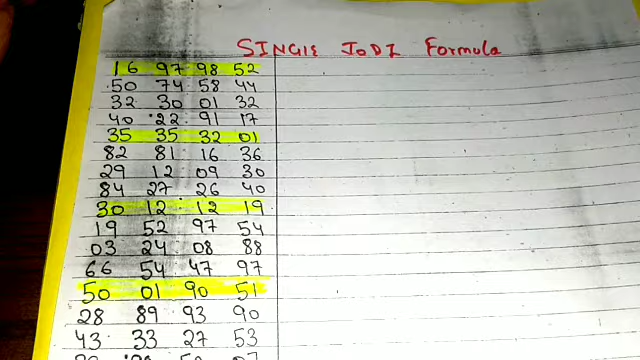 SINGLE JODI Formula
16 97 98 52
50 74 58 44
32 30 01 32
40 22 91 17
35 35 32 01
82 81 16 36
29 12 09 30
84 27 26 40
30 12 12 19
19 52 97 54
03 24 08 88
66 54 47 97
50 01 90 51
28 89 93 90
43 33 27 53